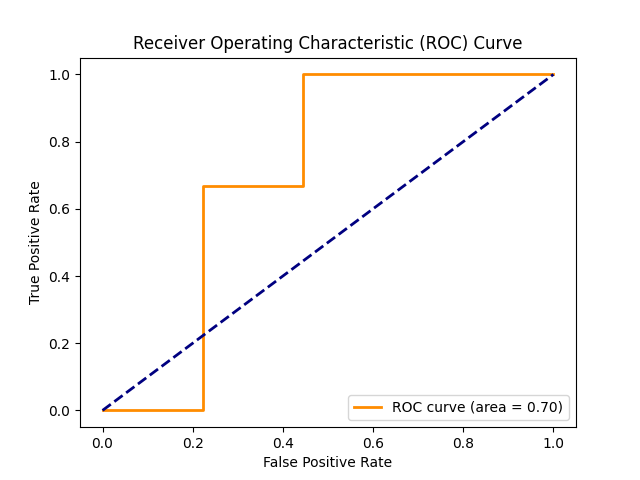 Receiver Operating Characteristic (ROC) Curve
1.0
0.8
0.6
0.4
0.2
0.0
True Positive Rate
ROC curve (area = 0.70)
0.0 0.2 0.4 0.6 0.8 1.0
False Positive Rate